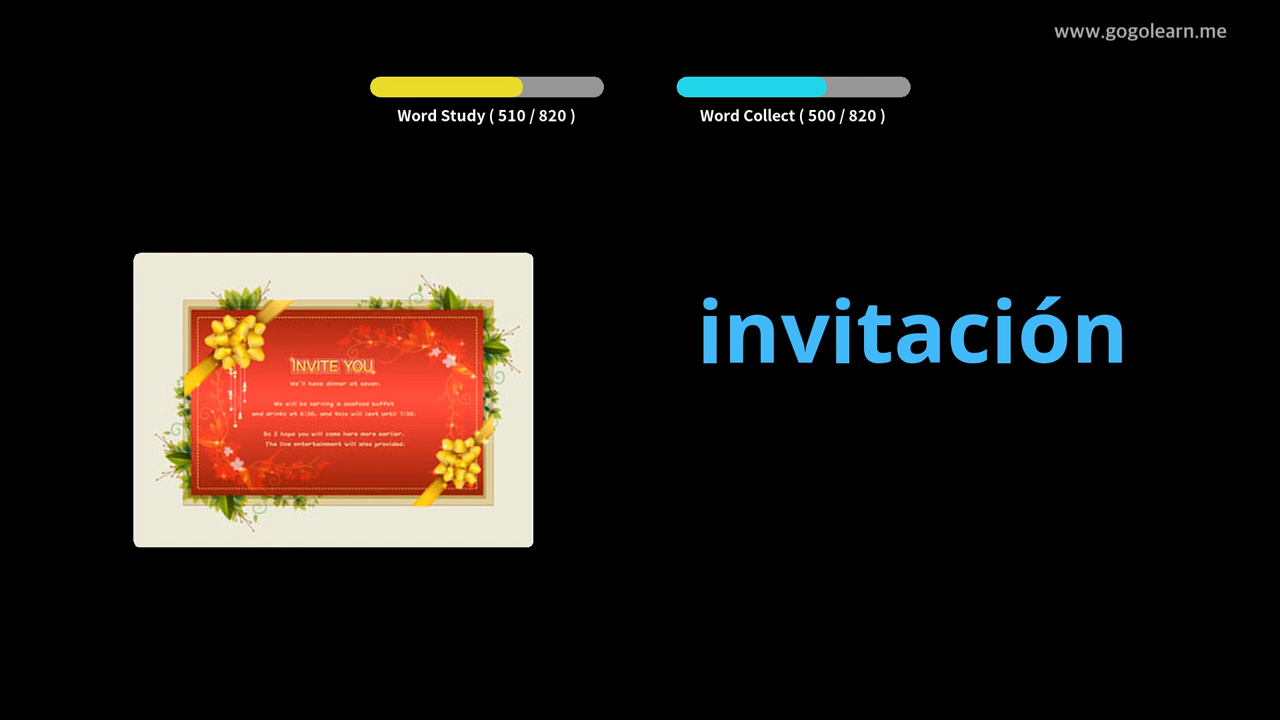 www.gogolearn.me
Word Study ( 510 / 820 )
Word Collect ( 500 / 820 )
invitación
INVITE YOU
We'll have dinner at seven.
We will be serving a seafood buffet
and drinks at 6:30, and this will last until 7:30.
So I hope you will come here more earlier.
The live entertainment will also provided.